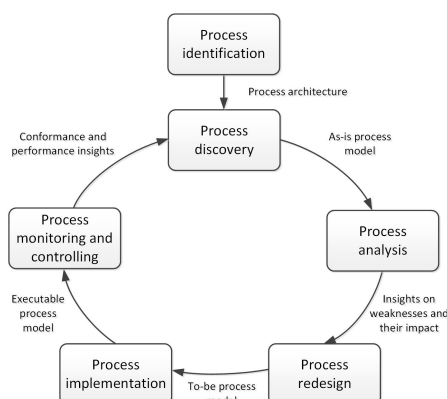 Process
identification
Process architecture
Process
discovery
Conformance and
performance insights
As-is process
model
Process
monitoring and
controlling
Process
analysis
Executable
process
model
Insights on
weaknesses and
their impact
Process
implementation
To-be process
model
Process
redesign